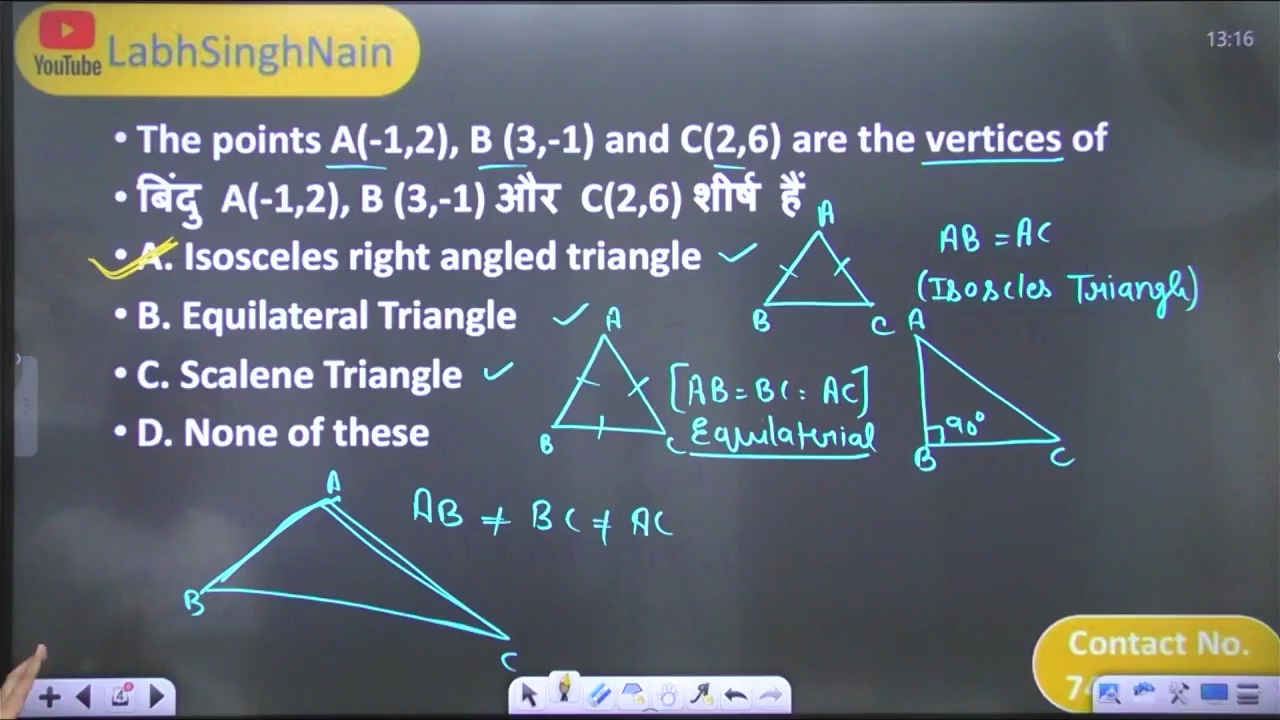 YouTube LabhSinghNain
13:16
• The points A(-1,2), B (3,-1) and C(2,6) are the vertices of
• बिंदु A(-1,2), B (3,-1) और C(2,6) शीर्ष हैं
• A. Isosceles right angled triangle
• B. Equilateral Triangle
• C. Scalene Triangle
• D. None of these
A
B
C
AB = AC
(Isoscles Triangle)
A
B
C
[AB = BC = AC]
Equilaterial
A
90°
B
C
A
B
C
AB ≠ BC ≠ AC
Contact No.
4